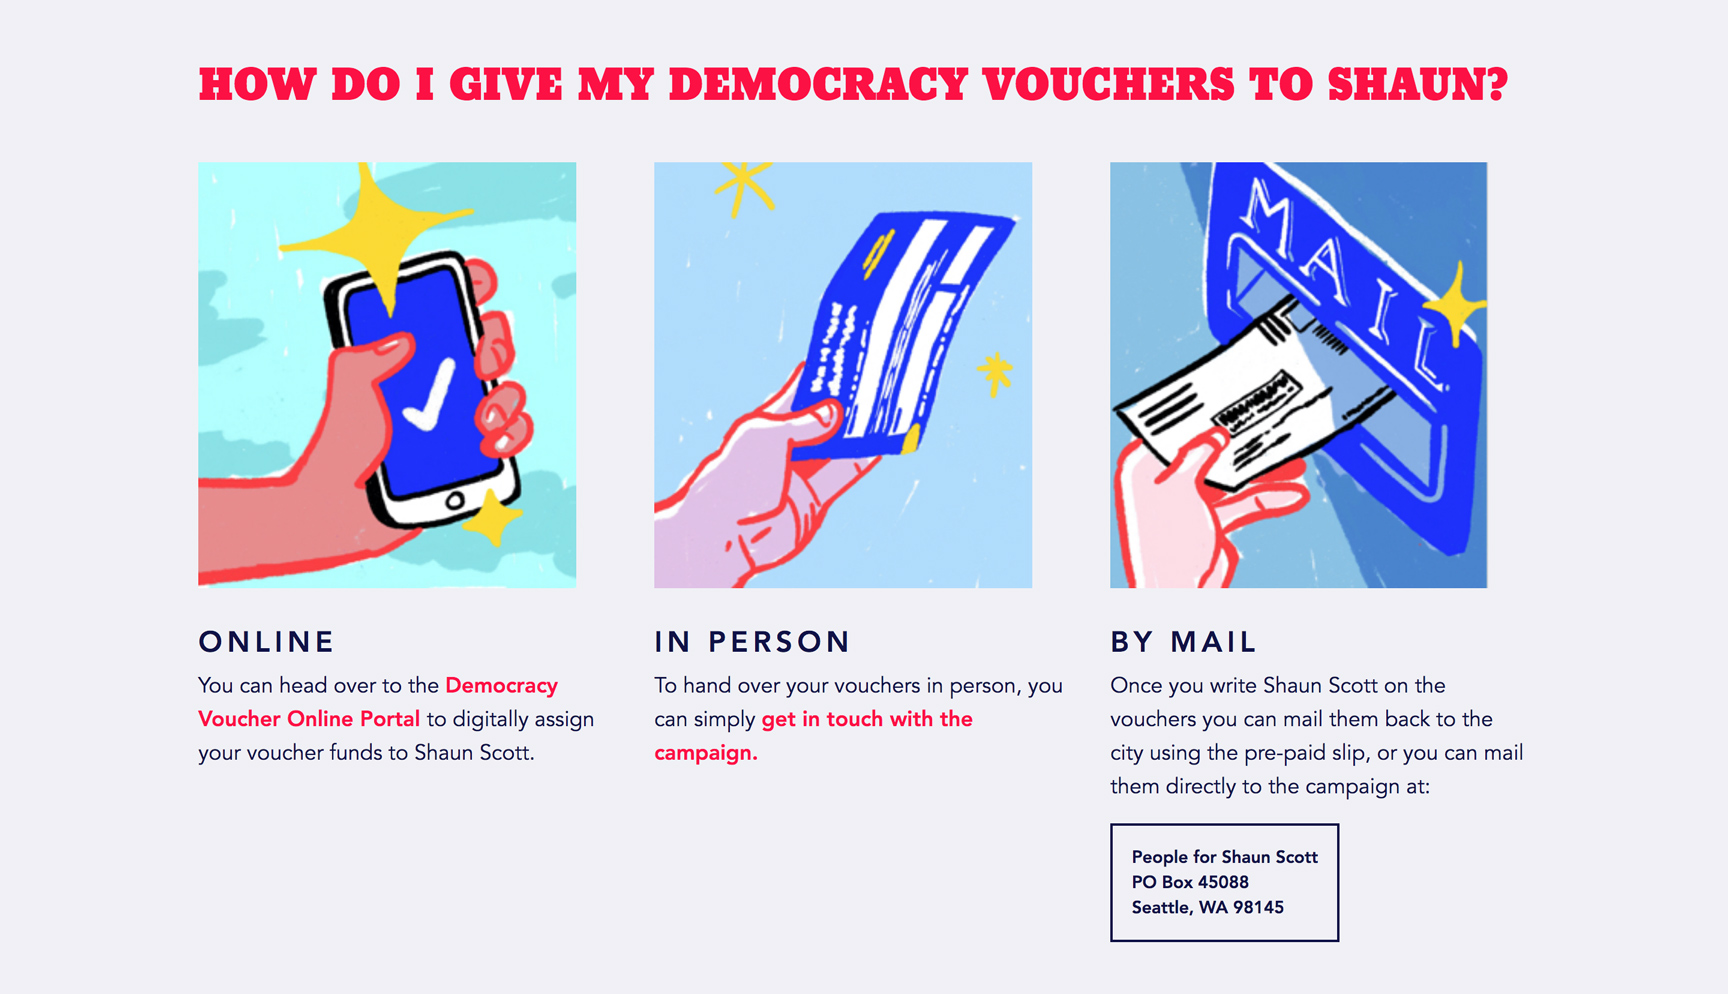 HOW DO I GIVE MY DEMOCRACY VOUCHERS TO SHAUN?
MAIL
ONLINE
You can head over to the Democracy
Voucher Online Portal to digitally assign
your voucher funds to Shaun Scott.
IN PERSON
To hand over your vouchers in person, you
can simply get in touch with the
campaign.
BY MAIL
Once you write Shaun Scott on the
vouchers you can mail them back to the
city using the pre-paid slip, or you can mail
them directly to the campaign at:
People for Shaun Scott
PO Box 45088
Seattle, WA 98145